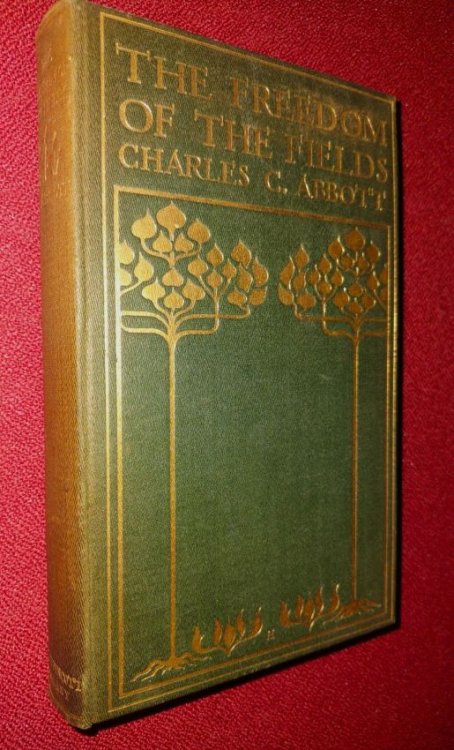 THE FREEDOM
OF THE FIELDS
CHARLES C. ABBOTT